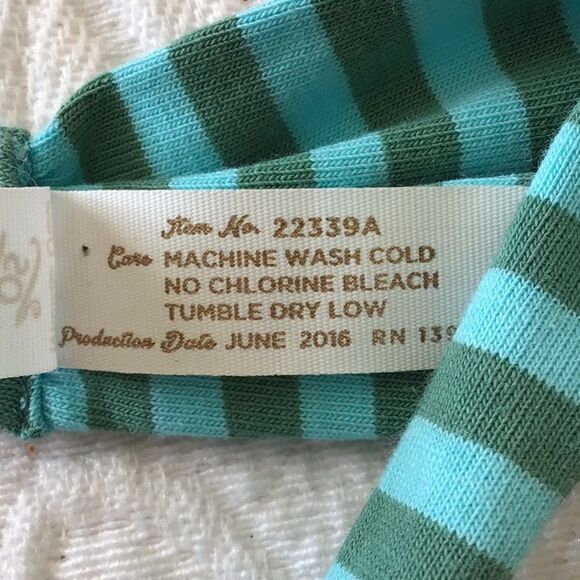 Item No. 22339A
Care MACHINE WASH COLD
NO CHLORINE BLEACH
TUMBLE DRY LOW
Production Date JUNE 2016 RN